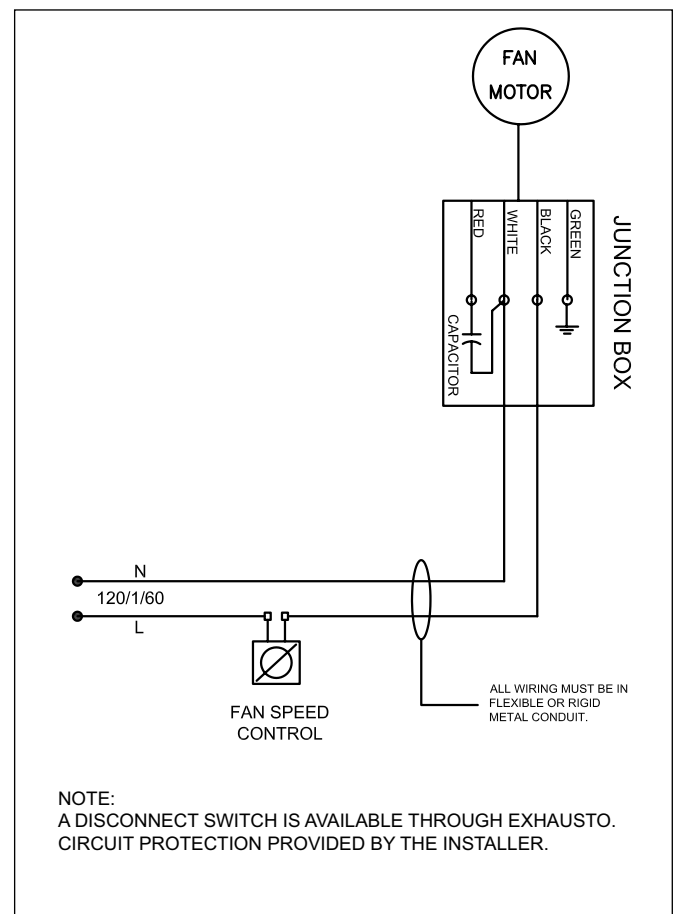 FAN
MOTOR
RED
WHITE
BLACK
GREEN
CAPACITOR
JUNCTION BOX
N
120/1/60
L
FAN SPEED
CONTROL
ALL WIRING MUST BE IN
FLEXIBLE OR RIGID
METAL CONDUIT.
NOTE:
A DISCONNECT SWITCH IS AVAILABLE THROUGH EXHAUSTO.
CIRCUIT PROTECTION PROVIDED BY THE INSTALLER.